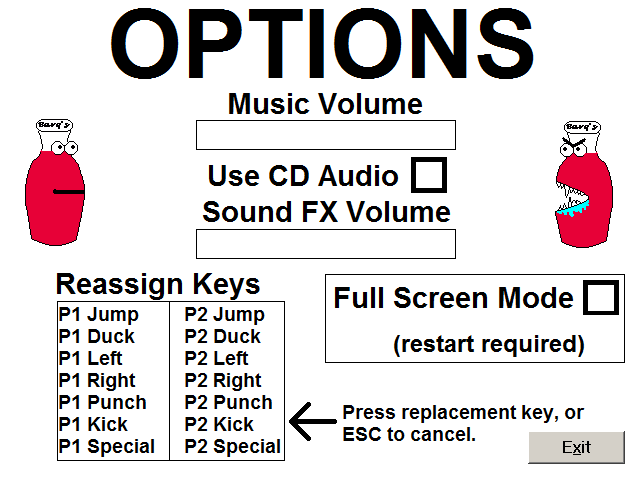 OPTIONS
Music Volume
Barq's
Barq's
Use CD Audio
Sound FX Volume
Reassign Keys
P1 Jump P2 Jump
P1 Duck P2 Duck
P1 Left P2 Left
P1 Right P2 Right
P1 Punch P2 Punch
P1 Kick P2 Kick
P1 Special P2 Special
Full Screen Mode
(restart required)
Press replacement key, or
ESC to cancel.
Exit